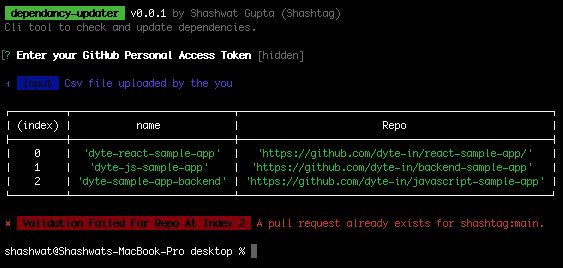 dependancy-updater v0.0.1 by Shashwat Gupta (Shashtag)
Cli tool to check and update dependencies.
[? Enter your GitHub Personal Access Token [hidden]
i Input Csv file uploaded by the you
(index) name Repo
0 'dyte-react-sample-app' 'https://github.com/dyte-in/react-sample-app/'
1 'dyte-js-sample-app' 'https://github.com/dyte-in/backend-sample-app'
2 'dyte-sample-app-backend' 'https://github.com/dyte-in/javascript-sample-app'
✖ Validation Failed For Repo At Index 2 A pull request already exists for shashtag:main.
shashwat@Shashwats-MacBook-Pro desktop %